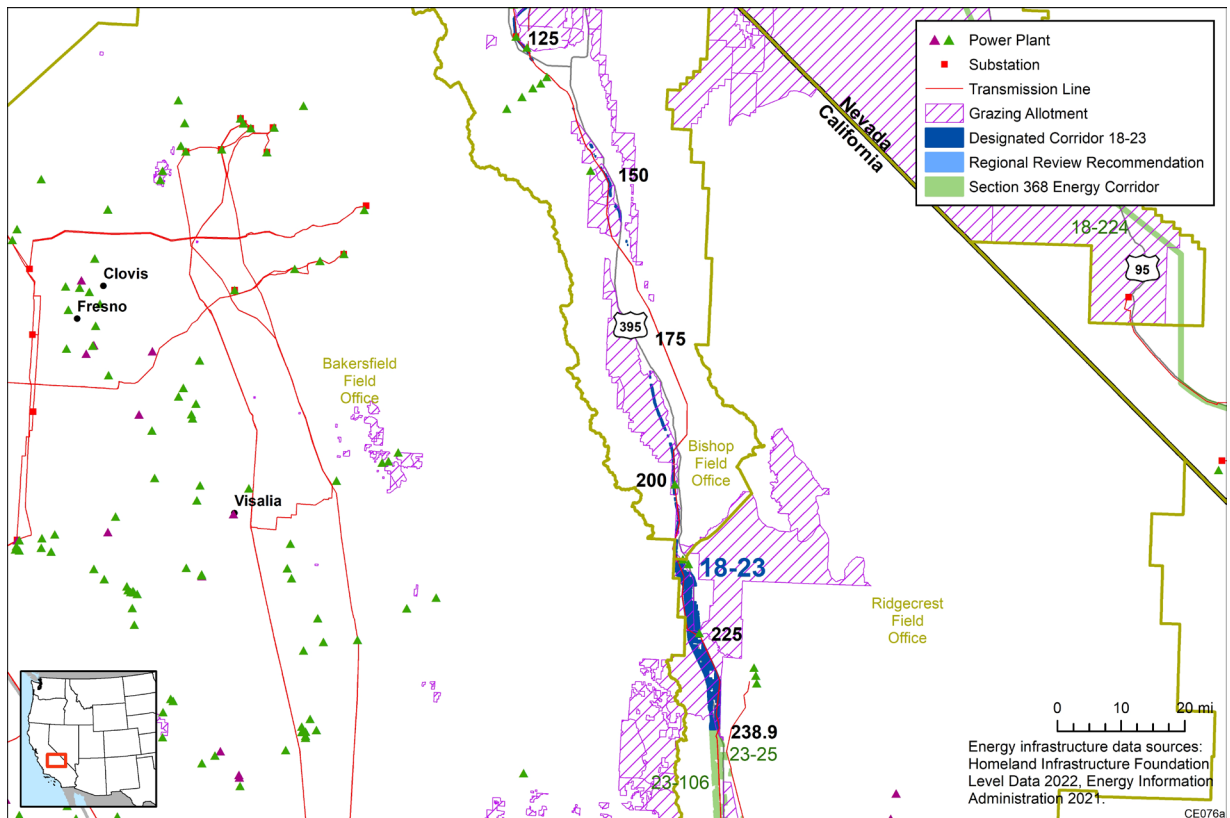 125
Nevada
California
Power Plant
Substation
Transmission Line
Grazing Allotment
Designated Corridor 18-23
Regional Review Recommendation
Section 368 Energy Corridor
150
18-224
95
Clovis
Fresno
395
175
Bakersfield
Field
Office
Bishop
Field
Office
200
Visalia
18-23
Ridgecrest
Field
Office
225
238.9
23-25
23-106
0 10 20 mi
Energy infrastructure data sources:
Homeland Infrastructure Foundation
Level Data 2022, Energy Information
Administration 2021.
CE076a